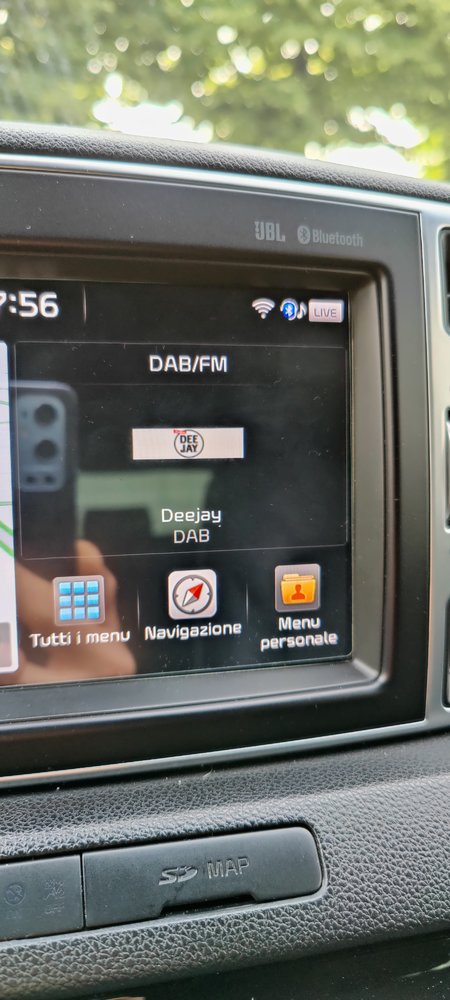 JBL Bluetooth
7:56
LIVE
DAB/FM
DEE
JAY
Deejay
DAB
Tutti i menu
Navigazione
Menu
personale
SD MAP